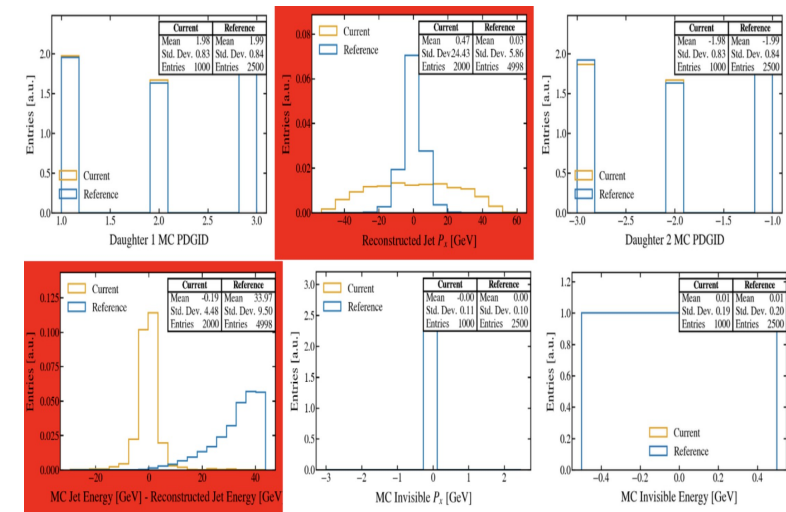 Current Reference
Mean 1.98 Mean 1.99
Std. Dev. 0.83 Std. Dev. 0.84
Entries 1000 Entries 2500
2.0
1.5
1.0
0.5
0.0
Entries [a.u.]
Current
Reference
1.0 1.5 2.0 2.5 3.0
Daughter 1 MC PDGID
Current Reference
Mean 0.47 Mean 0.03
Std. Dev. 24.43 Std. Dev. 5.86
Entries 2000 Entries 4998
Current
Reference
0.08
0.06
0.04
0.02
0.00
Entries [a.u.]
-40 -20 0 20 40 60
Reconstructed Jet Px [GeV]
Current Reference
Mean -1.98 Mean -1.99
Std. Dev. 0.83 Std. Dev. 0.84
Entries 1000 Entries 2500
2.0
1.5
1.0
0.5
0.0
Entries [a.u.]
Current
Reference
-3.0 -2.5 -2.0 -1.5 -1.0
Daughter 2 MC PDGID
Current Reference
Mean -0.19 Mean 33.97
Std. Dev. 4.48 Std. Dev. 9.50
Entries 2000 Entries 4998
Current
Reference
0.125
0.100
0.075
0.050
0.025
0.000
Entries [a.u.]
-20 0 20 40
MC Jet Energy [GeV] - Reconstructed Jet Energy [GeV
Current Reference
Mean -0.00 Mean 0.00
Std. Dev. 0.11 Std. Dev. 0.10
Entries 1000 Entries 2500
Current
Reference
3.0
2.5
2.0
1.5
1.0
0.5
0.0
Entries [a.u.]
-3 -2 -1 0 1 2
MC Invisible Px [GeV]
Current Reference
Mean 0.01 Mean 0.01
Std. Dev. 0.19 Std. Dev. 0.20
Entries 1000 Entries 2500
1.2
1.0
0.8
0.6
0.4
0.2
0.0
Entries [a.u.]
Current
Reference
-0.4 -0.2 0.0 0.2 0.4
MC Invisible Energy [GeV]